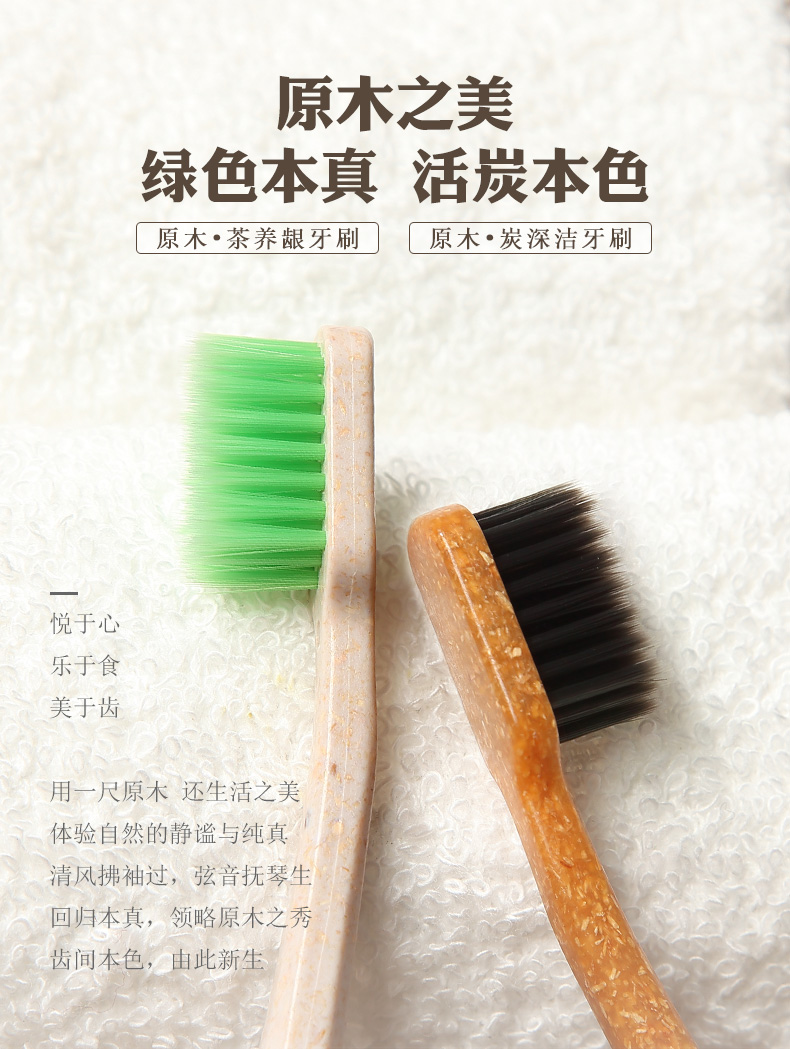 原木之美
绿色本真 活炭本色
原木•茶养龈牙刷 原木•炭深洁牙刷
悦于心
乐于食
美于齿
用一尺原木 还生活之美
体验自然的静谧与纯真
清风拂袖过，弦音抚琴生
回归本真，领略原木之秀
齿间本色，由此新生